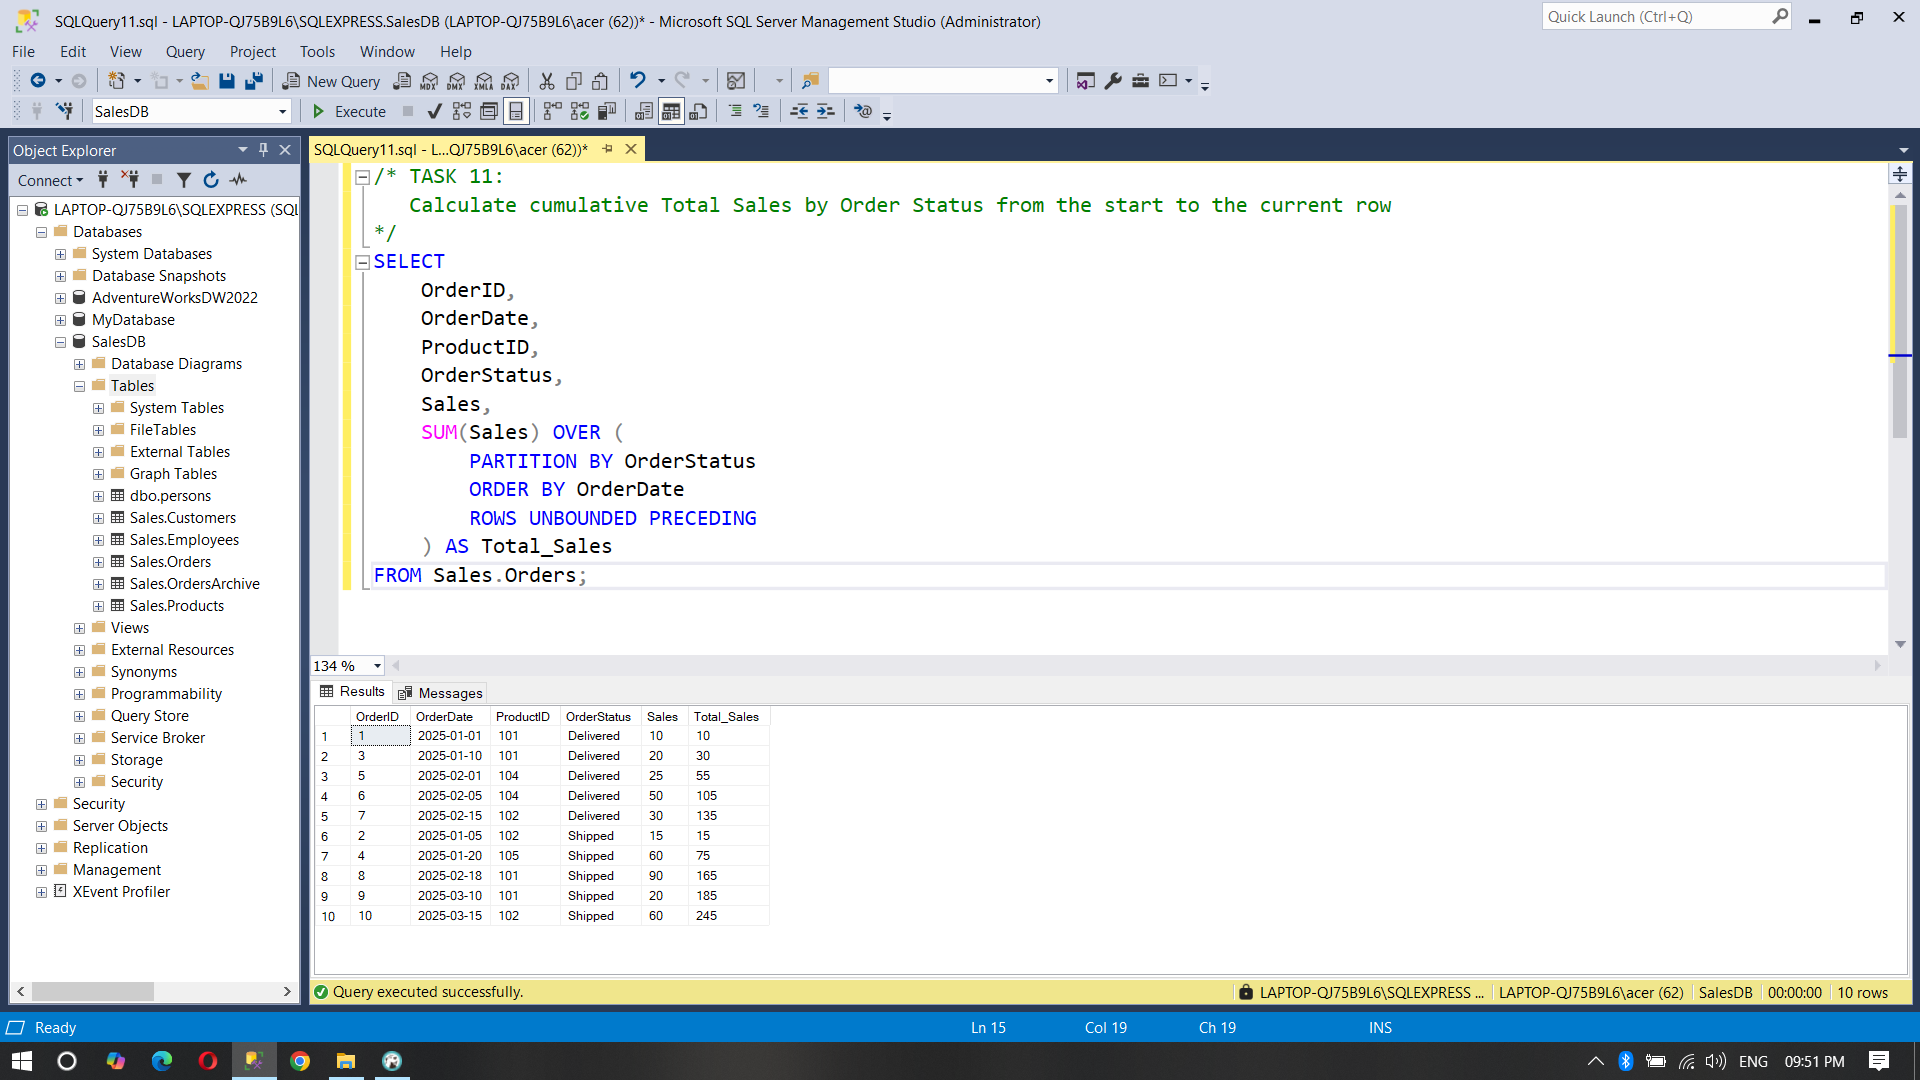 SQLQuery11.sql - LAPTOP-QJ75B9L6\SQLEXPRESS.SalesDB (LAPTOP-QJ75B9L6\acer (62))* - Microsoft SQL Server Management Studio (Administrator)
Quick Launch (Ctrl+Q)
File Edit View Query Project Tools Window Help
New Query MDX DMX XMLA DAX
SalesDB Execute
Object Explorer
SQLQuery11.sql - L...QJ75B9L6\acer (62))*
Connect
LAPTOP-QJ75B9L6\SQLEXPRESS (SQL
Databases
System Databases
Database Snapshots
AdventureWorksDW2022
MyDatabase
SalesDB
Database Diagrams
Tables
System Tables
FileTables
External Tables
Graph Tables
dbo.persons
Sales.Customers
Sales.Employees
Sales.Orders
Sales.OrdersArchive
Sales.Products
Views
External Resources
Synonyms
Programmability
Query Store
Service Broker
Storage
Security
Security
Server Objects
Replication
Management
XEvent Profiler
/* TASK 11:
Calculate cumulative Total Sales by Order Status from the start to the current row
*/
SELECT
OrderID,
OrderDate,
ProductID,
OrderStatus,
Sales,
SUM(Sales) OVER (
PARTITION BY OrderStatus
ORDER BY OrderDate
ROWS UNBOUNDED PRECEDING
) AS Total_Sales
FROM Sales.Orders;
134 %
Results Messages
OrderID OrderDate ProductID OrderStatus Sales Total_Sales
1 1 2025-01-01 101 Delivered 10 10
2 3 2025-01-10 101 Delivered 20 30
3 5 2025-02-01 104 Delivered 25 55
4 6 2025-02-05 104 Delivered 50 105
5 7 2025-02-15 102 Delivered 30 135
6 2 2025-01-05 102 Shipped 15 15
7 4 2025-01-20 105 Shipped 60 75
8 8 2025-02-18 101 Shipped 90 165
9 9 2025-03-10 101 Shipped 20 185
10 10 2025-03-15 102 Shipped 60 245
Query executed successfully. LAPTOP-QJ75B9L6\SQLEXPRESS ... LAPTOP-QJ75B9L6\acer (62) SalesDB 00:00:00 10 rows
Ready Ln 15 Col 19 Ch 19 INS
ENG 09:51 PM